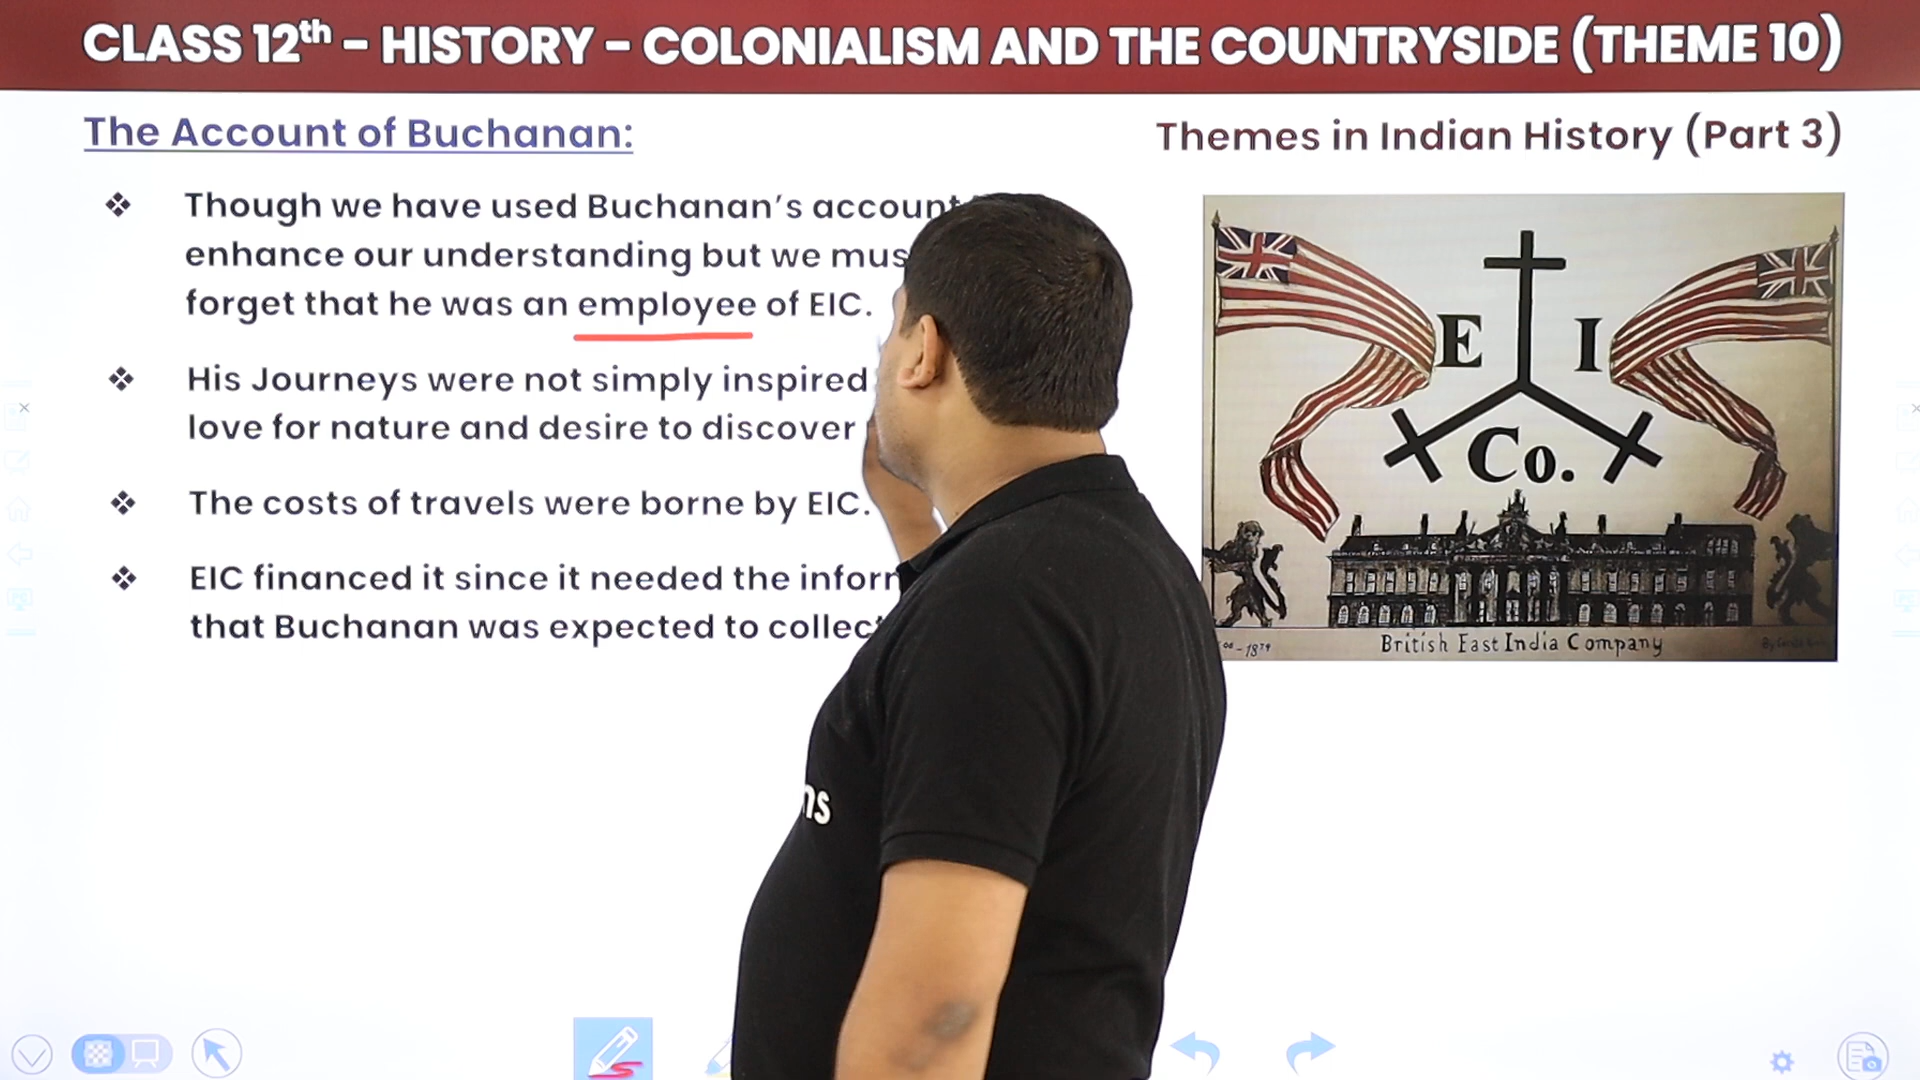 CLASS 12th - HISTORY - COLONIALISM AND THE COUNTRYSIDE (THEME 10)
The Account of Buchanan:
Themes in Indian History (Part 3)
Though we have used Buchanan's account
enhance our understanding but we mus
forget that he was an employee of EIC.
His Journeys were not simply inspired
love for nature and desire to discover
The costs of travels were borne by EIC.
EIC financed it since it needed the inform
that Buchanan was expected to collect
E I
Co.
British East India Company
ns